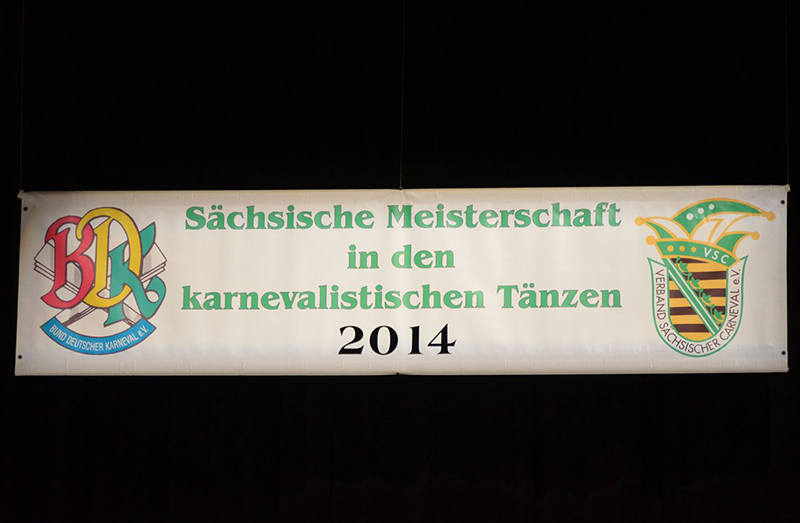 BDK
BUND DEUTSCHER KARNEVAL e.V.
Sächsische Meisterschaft
in den
karnevalistischen Tänzen
2014
VSC
VERBAND SÄCHSISCHER CARNEVAL e.V.